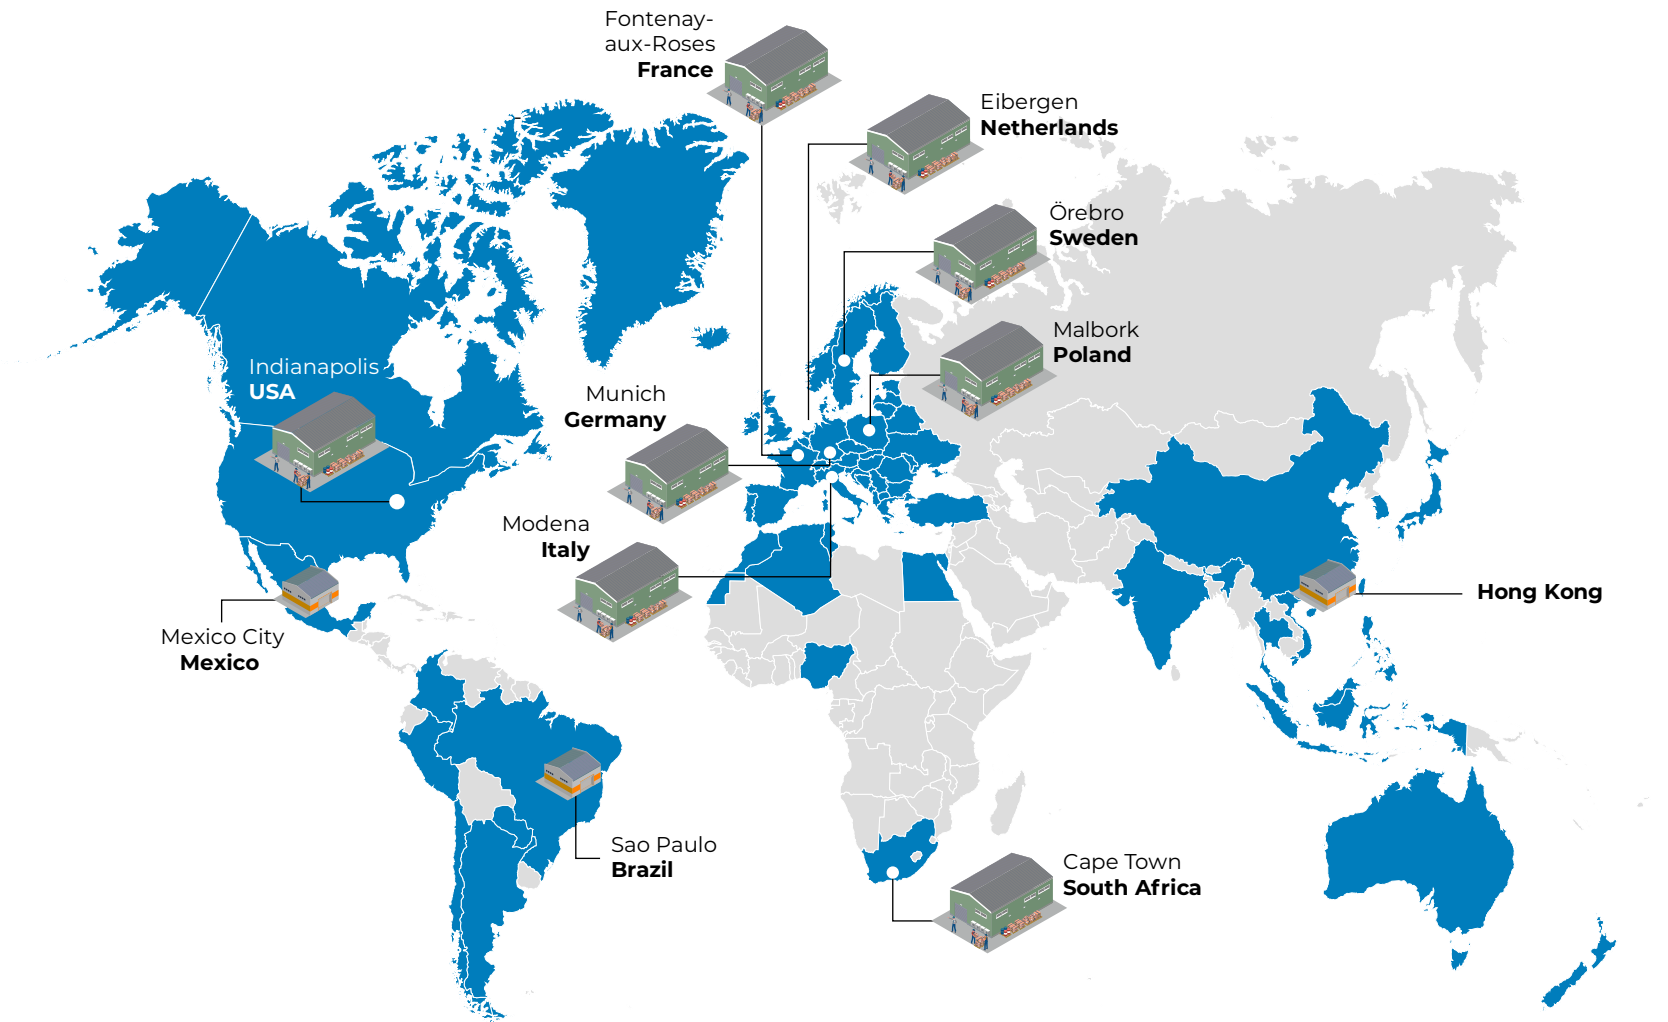 Fontenay-
aux-Roses
France
Eibergen
Netherlands
Örebro
Sweden
Malbork
Poland
Indianapolis
USA
Munich
Germany
Modena
Italy
Hong Kong
Mexico City
Mexico
Sao Paulo
Brazil
Cape Town
South Africa